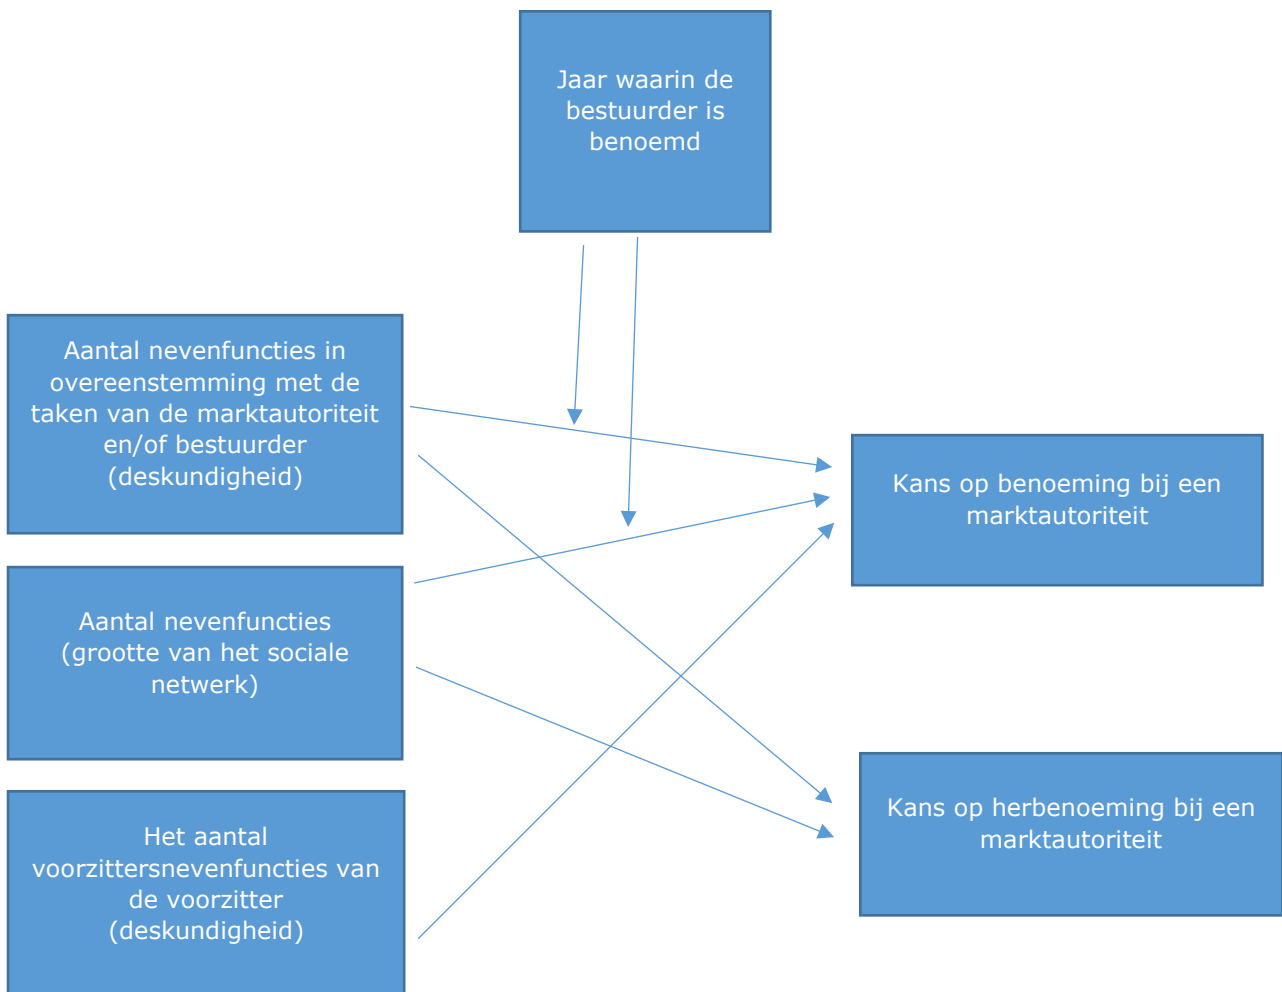 Jaar waarin de
bestuurder is
benoemd
Aantal nevenfuncties in
overeenstemming met de
taken van de marktautoriteit
en/of bestuurder
(deskundigheid)
Kans op benoeming bij een
marktautoriteit
Aantal nevenfuncties
(grootte van het sociale
netwerk)
Kans op herbenoeming bij een
marktautoriteit
Het aantal
voorzittersnevenfuncties van
de voorzitter
(deskundigheid)